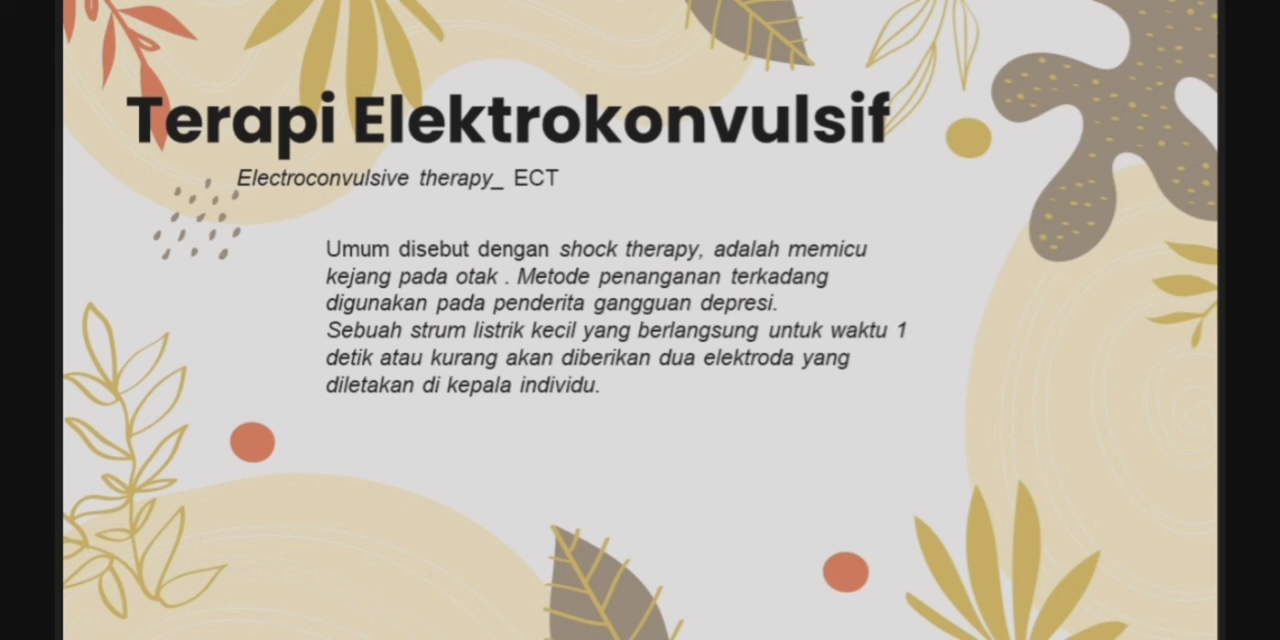 Terapi Elektrokonvulsif
Electroconvulsive therapy_ ECT
Umum disebut dengan shock therapy, adalah memicu
kejang pada otak . Metode penanganan terkadang
digunakan pada penderita gangguan depresi.
Sebuah strum listrik kecil yang berlangsung untuk waktu 1
detik atau kurang akan diberikan dua elektroda yang
diletakan di kepala individu.